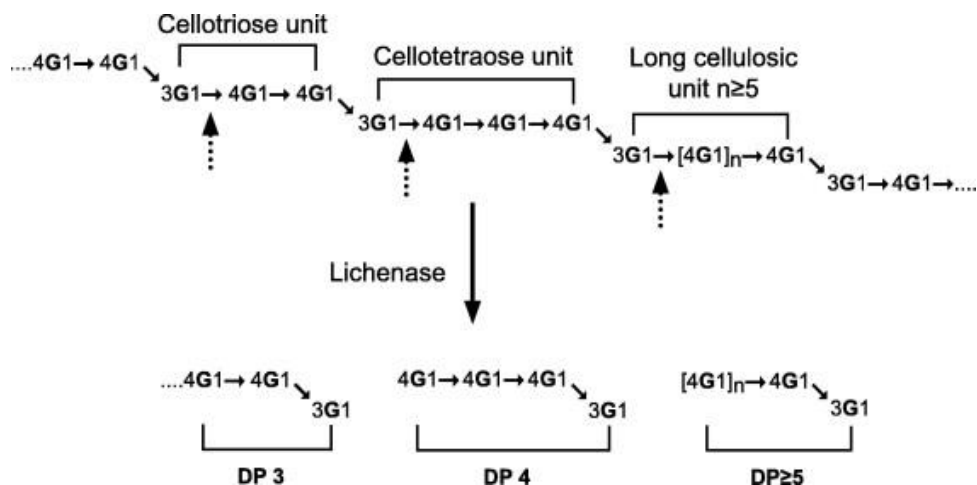 Cellotriose unit
Cellotetraose unit
Long cellulosic
unit n≥5
....4G1→ 4G1↘
3G1→ 4G1→ 4G1↘
3G1→4G1→4G1→4G1↘
3G1→ [4G1]n→4G1↘
3G1→4G1→....
Lichenase
....4G1→ 4G1↘
3G1
4G1→4G1→4G1↘
3G1
[4G1]n→4G1↘
3G1
DP 3
DP 4
DP≥5